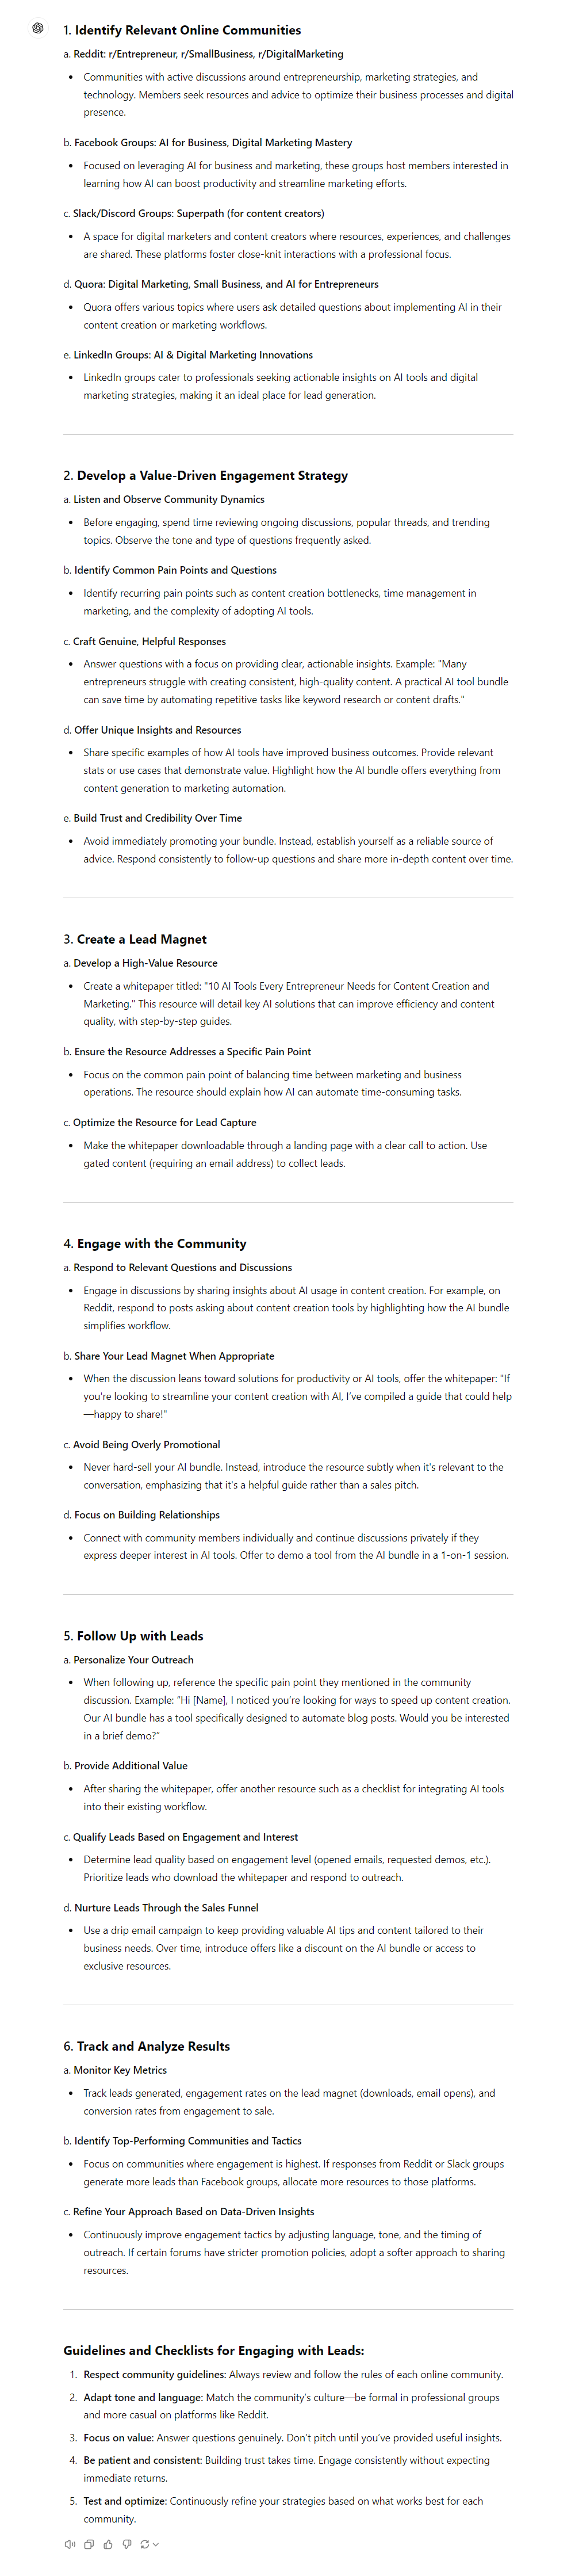 1. Identify Relevant Online Communities
a. Reddit: r/Entrepreneur, r/SmallBusiness, r/DigitalMarketing
• Communities with active discussions around entrepreneurship, marketing strategies, and
technology. Members seek resources and advice to optimize their business processes and digital
presence.
b. Facebook Groups: AI for Business, Digital Marketing Mastery
• Focused on leveraging AI for business and marketing, these groups host members interested in
learning how AI can boost productivity and streamline marketing efforts.
c. Slack/Discord Groups: Superpath (for content creators)
• A space for digital marketers and content creators where resources, experiences, and challenges
are shared. These platforms foster close-knit interactions with a professional focus.
d. Quora: Digital Marketing, Small Business, and AI for Entrepreneurs
• Quora offers various topics where users ask detailed questions about implementing AI in their
content creation or marketing workflows.
e. LinkedIn Groups: AI & Digital Marketing Innovations
• LinkedIn groups cater to professionals seeking actionable insights on AI tools and digital
marketing strategies, making it an ideal place for lead generation.
2. Develop a Value-Driven Engagement Strategy
a. Listen and Observe Community Dynamics
• Before engaging, spend time reviewing ongoing discussions, popular threads, and trending
topics. Observe the tone and type of questions frequently asked.
b. Identify Common Pain Points and Questions
• Identify recurring pain points such as content creation bottlenecks, time management in
marketing, and the complexity of adopting AI tools.
c. Craft Genuine, Helpful Responses
• Answer questions with a focus on providing clear, actionable insights. Example: "Many
entrepreneurs struggle with creating consistent, high-quality content. A practical AI tool bundle
can save time by automating repetitive tasks like keyword research or content drafts."
d. Offer Unique Insights and Resources
• Share specific examples of how AI tools have improved business outcomes. Provide relevant
stats or use cases that demonstrate value. Highlight how the AI bundle offers everything from
content generation to marketing automation.
e. Build Trust and Credibility Over Time
• Avoid immediately promoting your bundle. Instead, establish yourself as a reliable source of
advice. Respond consistently to follow-up questions and share more in-depth content over time.
3. Create a Lead Magnet
a. Develop a High-Value Resource
• Create a whitepaper titled: "10 AI Tools Every Entrepreneur Needs for Content Creation and
Marketing." This resource will detail key AI solutions that can improve efficiency and content
quality, with step-by-step guides.
b. Ensure the Resource Addresses a Specific Pain Point
• Focus on the common pain point of balancing time between marketing and business
operations. The resource should explain how AI can automate time-consuming tasks.
c. Optimize the Resource for Lead Capture
• Make the whitepaper downloadable through a landing page with a clear call to action. Use
gated content (requiring an email address) to collect leads.
4. Engage with the Community
a. Respond to Relevant Questions and Discussions
• Engage in discussions by sharing insights about AI usage in content creation. For example, on
Reddit, respond to posts asking about content creation tools by highlighting how the AI bundle
simplifies workflow.
b. Share Your Lead Magnet When Appropriate
• When the discussion leans toward solutions for productivity or AI tools, offer the whitepaper: "If
you're looking to streamline your content creation with AI, I've compiled a guide that could help
—happy to share!"
c. Avoid Being Overly Promotional
• Never hard-sell your AI bundle. Instead, introduce the resource subtly when it's relevant to the
conversation, emphasizing that it's a helpful guide rather than a sales pitch.
d. Focus on Building Relationships
• Connect with community members individually and continue discussions privately if they
express deeper interest in AI tools. Offer to demo a tool from the AI bundle in a 1-on-1 session.
5. Follow Up with Leads
a. Personalize Your Outreach
• When following up, reference the specific pain point they mentioned in the community
discussion. Example: "Hi [Name], I noticed you're looking for ways to speed up content creation.
Our AI bundle has a tool specifically designed to automate blog posts. Would you be interested
in a brief demo?"
b. Provide Additional Value
• After sharing the whitepaper, offer another resource such as a checklist for integrating AI tools
into their existing workflow.
c. Qualify Leads Based on Engagement and Interest
• Determine lead quality based on engagement level (opened emails, requested demos, etc.).
Prioritize leads who download the whitepaper and respond to outreach.
d. Nurture Leads Through the Sales Funnel
• Use a drip email campaign to keep providing valuable AI tips and content tailored to their
business needs. Over time, introduce offers like a discount on the AI bundle or access to
exclusive resources.
6. Track and Analyze Results
a. Monitor Key Metrics
• Track leads generated, engagement rates on the lead magnet (downloads, email opens), and
conversion rates from engagement to sale.
b. Identify Top-Performing Communities and Tactics
• Focus on communities where engagement is highest. If responses from Reddit or Slack groups
generate more leads than Facebook groups, allocate more resources to those platforms.
c. Refine Your Approach Based on Data-Driven Insights
• Continuously improve engagement tactics by adjusting language, tone, and the timing of
outreach. If certain forums have stricter promotion policies, adopt a softer approach to sharing
resources.
Guidelines and Checklists for Engaging with Leads:
1. Respect community guidelines: Always review and follow the rules of each online community.
2. Adapt tone and language: Match the community's culture—be formal in professional groups
and more casual on platforms like Reddit.
3. Focus on value: Answer questions genuinely. Don't pitch until you've provided useful insights.
4. Be patient and consistent: Building trust takes time. Engage consistently without expecting
immediate returns.
5. Test and optimize: Continuously refine your strategies based on what works best for each
community.